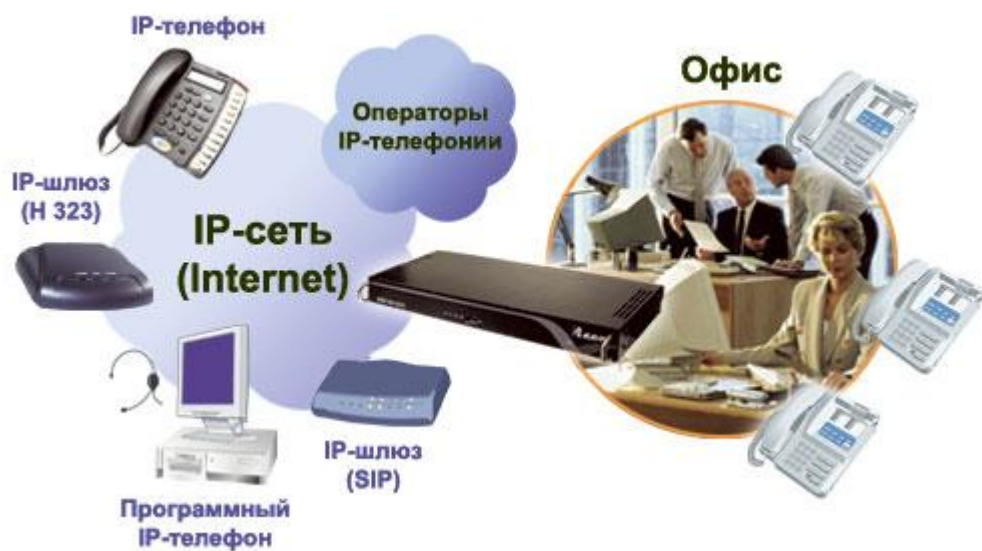 IP-телефон
Операторы
IP-телефонии
Офис
IP-шлюз
(H 323)
IP-сеть
(Internet)
IP-шлюз
(SIP)
Программный
IP-телефон